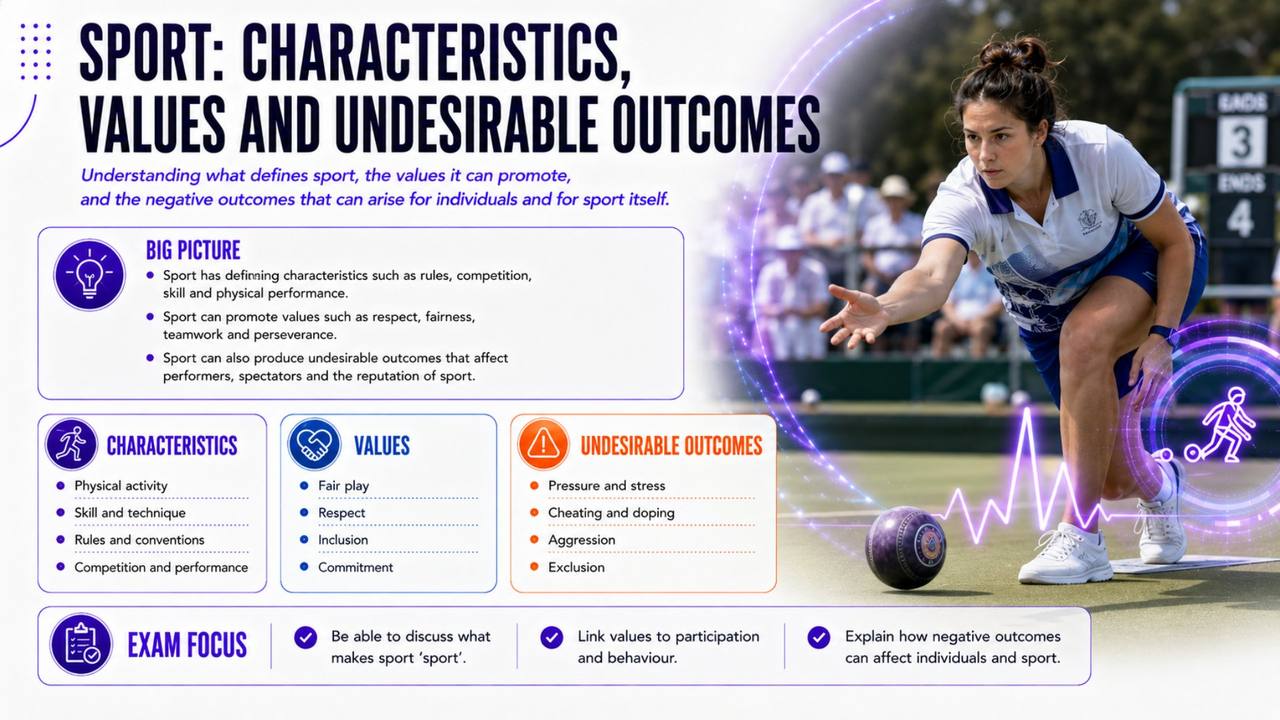 SPORT: CHARACTERISTICS,
VALUES AND UNDESIRABLE OUTCOMES
Understanding what defines sport, the values it can promote,
and the negative outcomes that can arise for individuals and for sport itself.
BIG PICTURE
Sport has defining characteristics such as rules, competition,
skill and physical performance.
Sport can promote values such as respect, fairness,
teamwork and perseverance.
Sport can also produce undesirable outcomes that affect
performers, spectators and the reputation of sport.
CHARACTERISTICS
Physical activity
Skill and technique
Rules and conventions
Competition and performance
VALUES
Fair play
Respect
Inclusion
Commitment
UNDESIRABLE OUTCOMES
Pressure and stress
Cheating and doping
Aggression
Exclusion
EXAM FOCUS
Be able to discuss what
makes sport ‘sport’.
Link values to participation
and behaviour.
Explain how negative outcomes
can affect individuals and sport.
3
ENDS
4